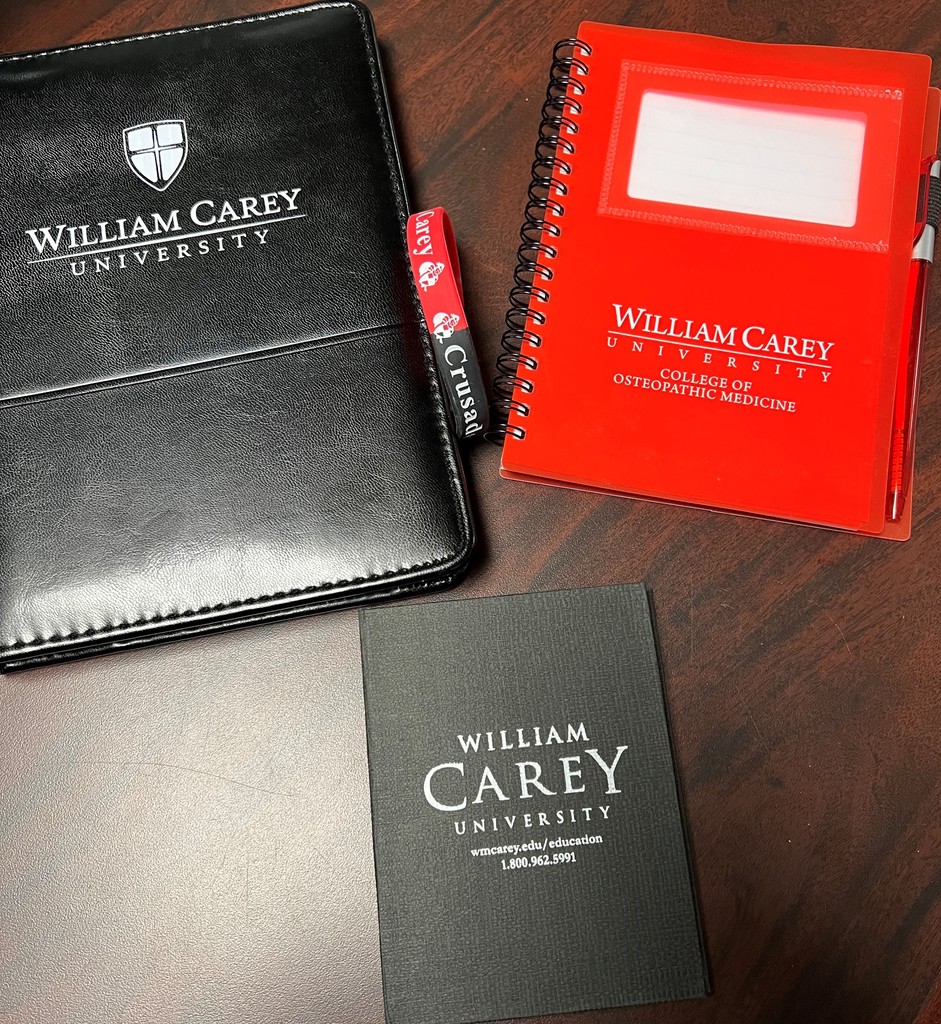 WILLIAM CAREY
UNIVERSITY
Carey
Crusad
WILLIAM CAREY
UNIVERSITY
COLLEGE OF
OSTEOPATHIC MEDICINE
WILLIAM
CAREY
UNIVERSITY
wmcarey.edu/education
1.800.962.5991